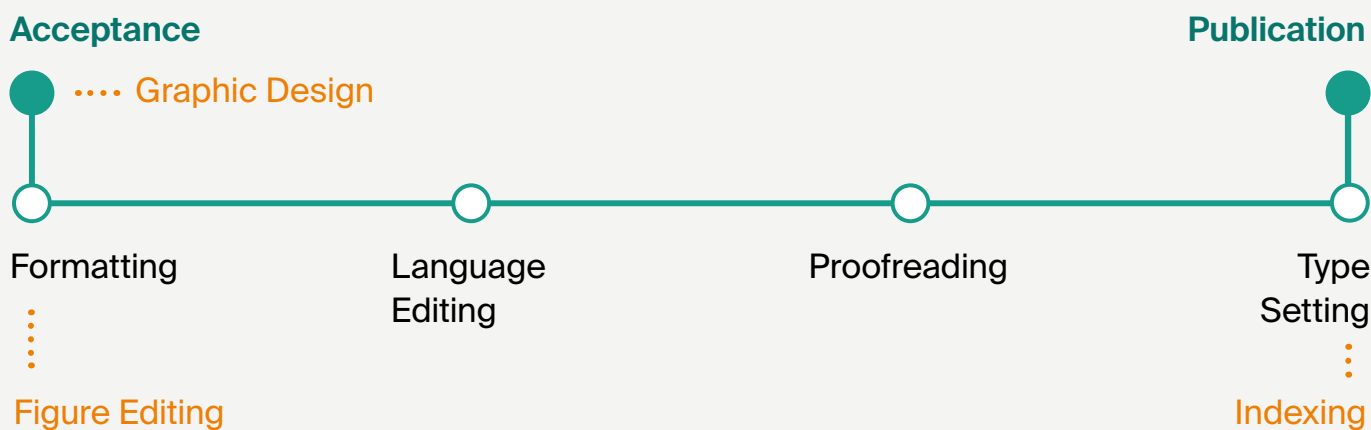 Acceptance
Publication
Graphic Design
Formatting
Language
Editing
Proofreading
Type
Setting
Figure Editing
Indexing